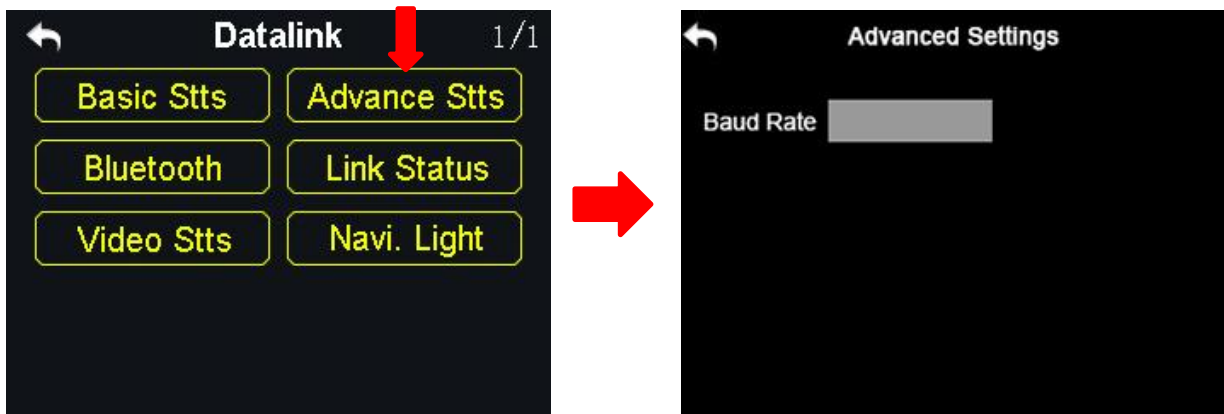 Datalink 1/1
Basic Stts Advance Stts
Bluetooth Link Status
Video Stts Navi. Light
Advanced Settings
Baud Rate